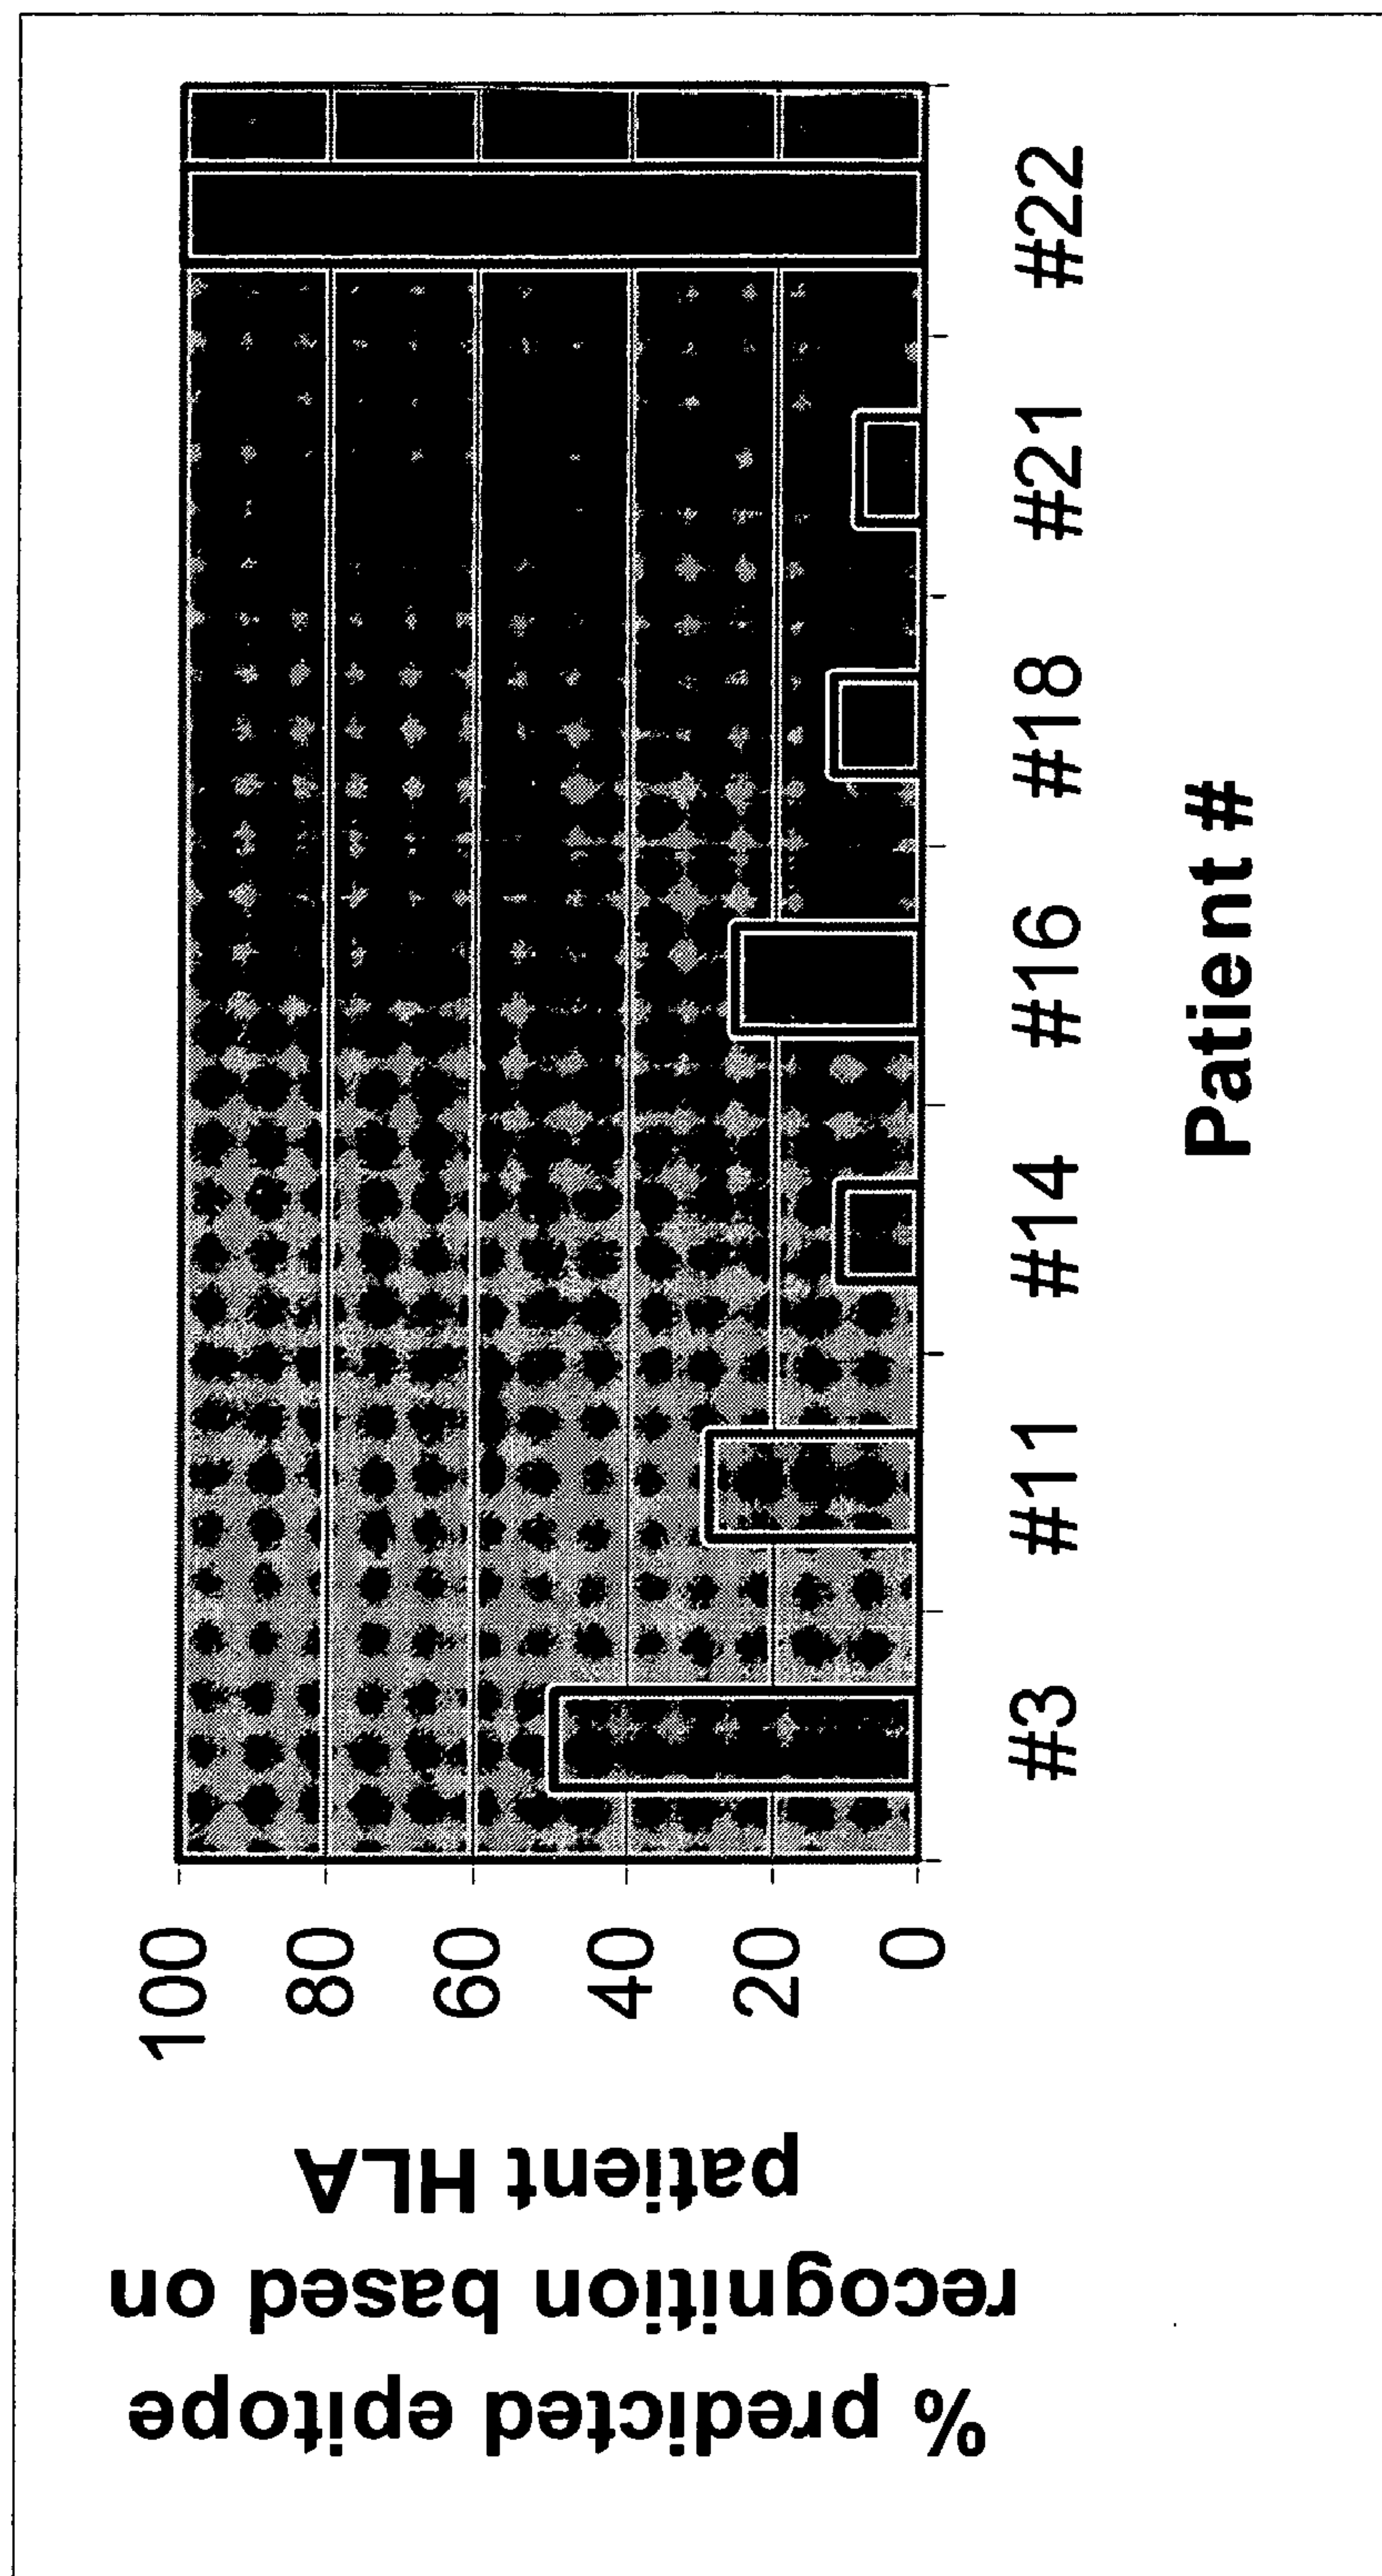 % predicted epitope
recognition based on
patient HLA
100
80
60
40
20
0
#3 #11 #14 #16 #18 #21 #22
Patient #